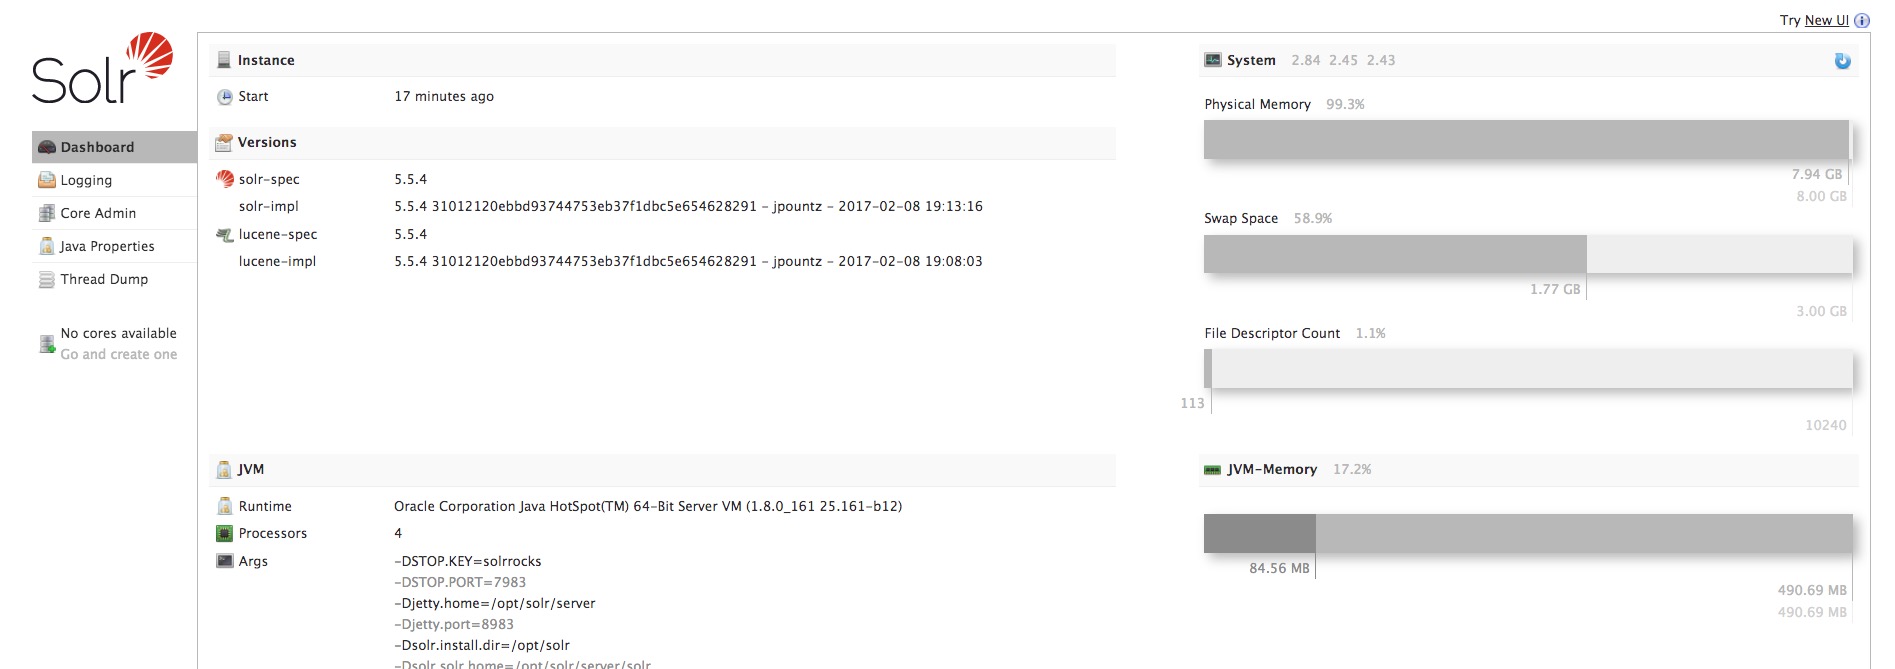 Try New UI
Solr
Dashboard
Logging
Core Admin
Java Properties
Thread Dump
No cores available
Go and create one
Instance
Start 17 minutes ago
Versions
solr-spec 5.5.4
solr-impl 5.5.4 31012120ebbd93744753eb37f1dbc5e654628291 - jpountz - 2017-02-08 19:13:16
lucene-spec 5.5.4
lucene-impl 5.5.4 31012120ebbd93744753eb37f1dbc5e654628291 - jpountz - 2017-02-08 19:08:03
JVM
Runtime Oracle Corporation Java HotSpot(TM) 64-Bit Server VM (1.8.0_161 25.161-b12)
Processors 4
Args -DSTOP.KEY=solrrocks
-DSTOP.PORT=7983
-Djetty.home=/opt/solr/server
-Djetty.port=8983
-Dsolr.install.dir=/opt/solr
-Dsolr.solr.home=/opt/solr/server/solr
System 2.84 2.45 2.43
Physical Memory 99.3%
7.94 GB
8.00 GB
Swap Space 58.9%
1.77 GB
3.00 GB
File Descriptor Count 1.1%
113
10240
JVM-Memory 17.2%
84.56 MB
490.69 MB
490.69 MB